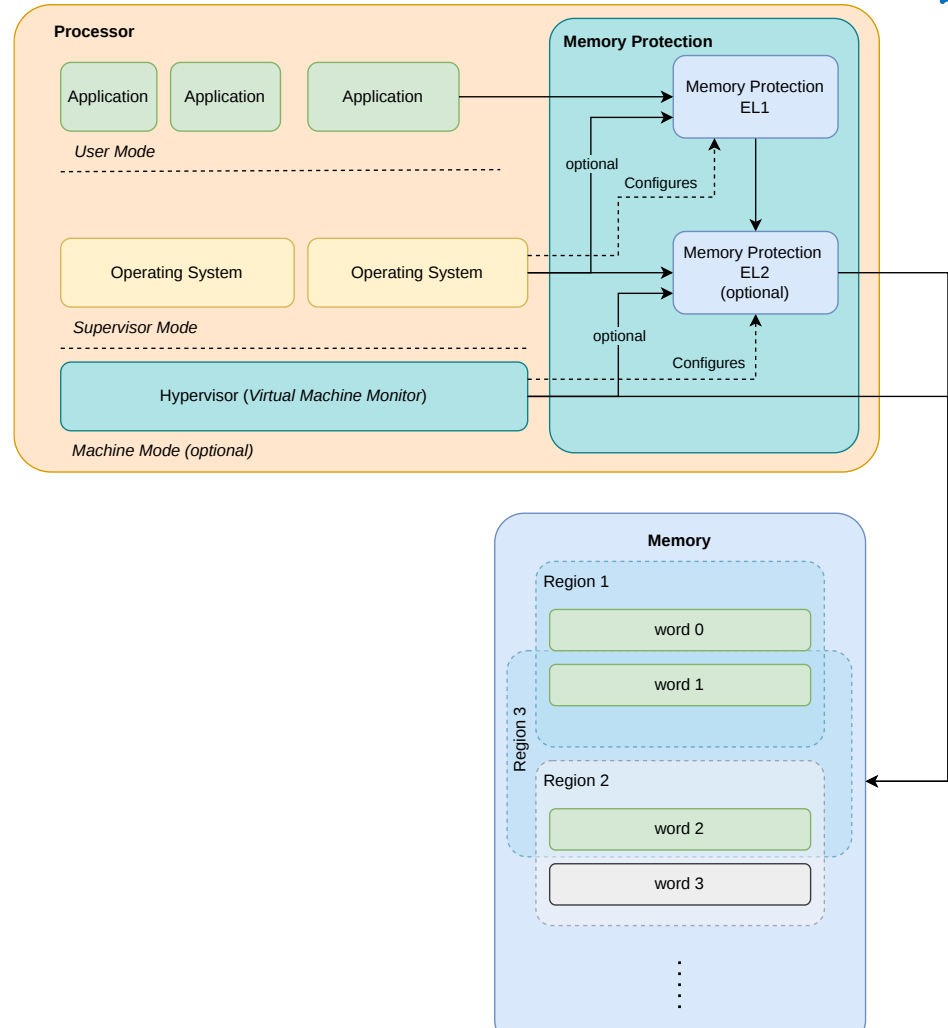 Processor
Memory Protection
Application
Application
Application
Memory Protection
EL1
User Mode
optional
Configures
Operating System
Operating System
Memory Protection
EL2
(optional)
Supervisor Mode
optional
Configures
Hypervisor (Virtual Machine Monitor)
Machine Mode (optional)
Memory
Region 1
word 0
word 1
Region 3
Region 2
word 2
word 3